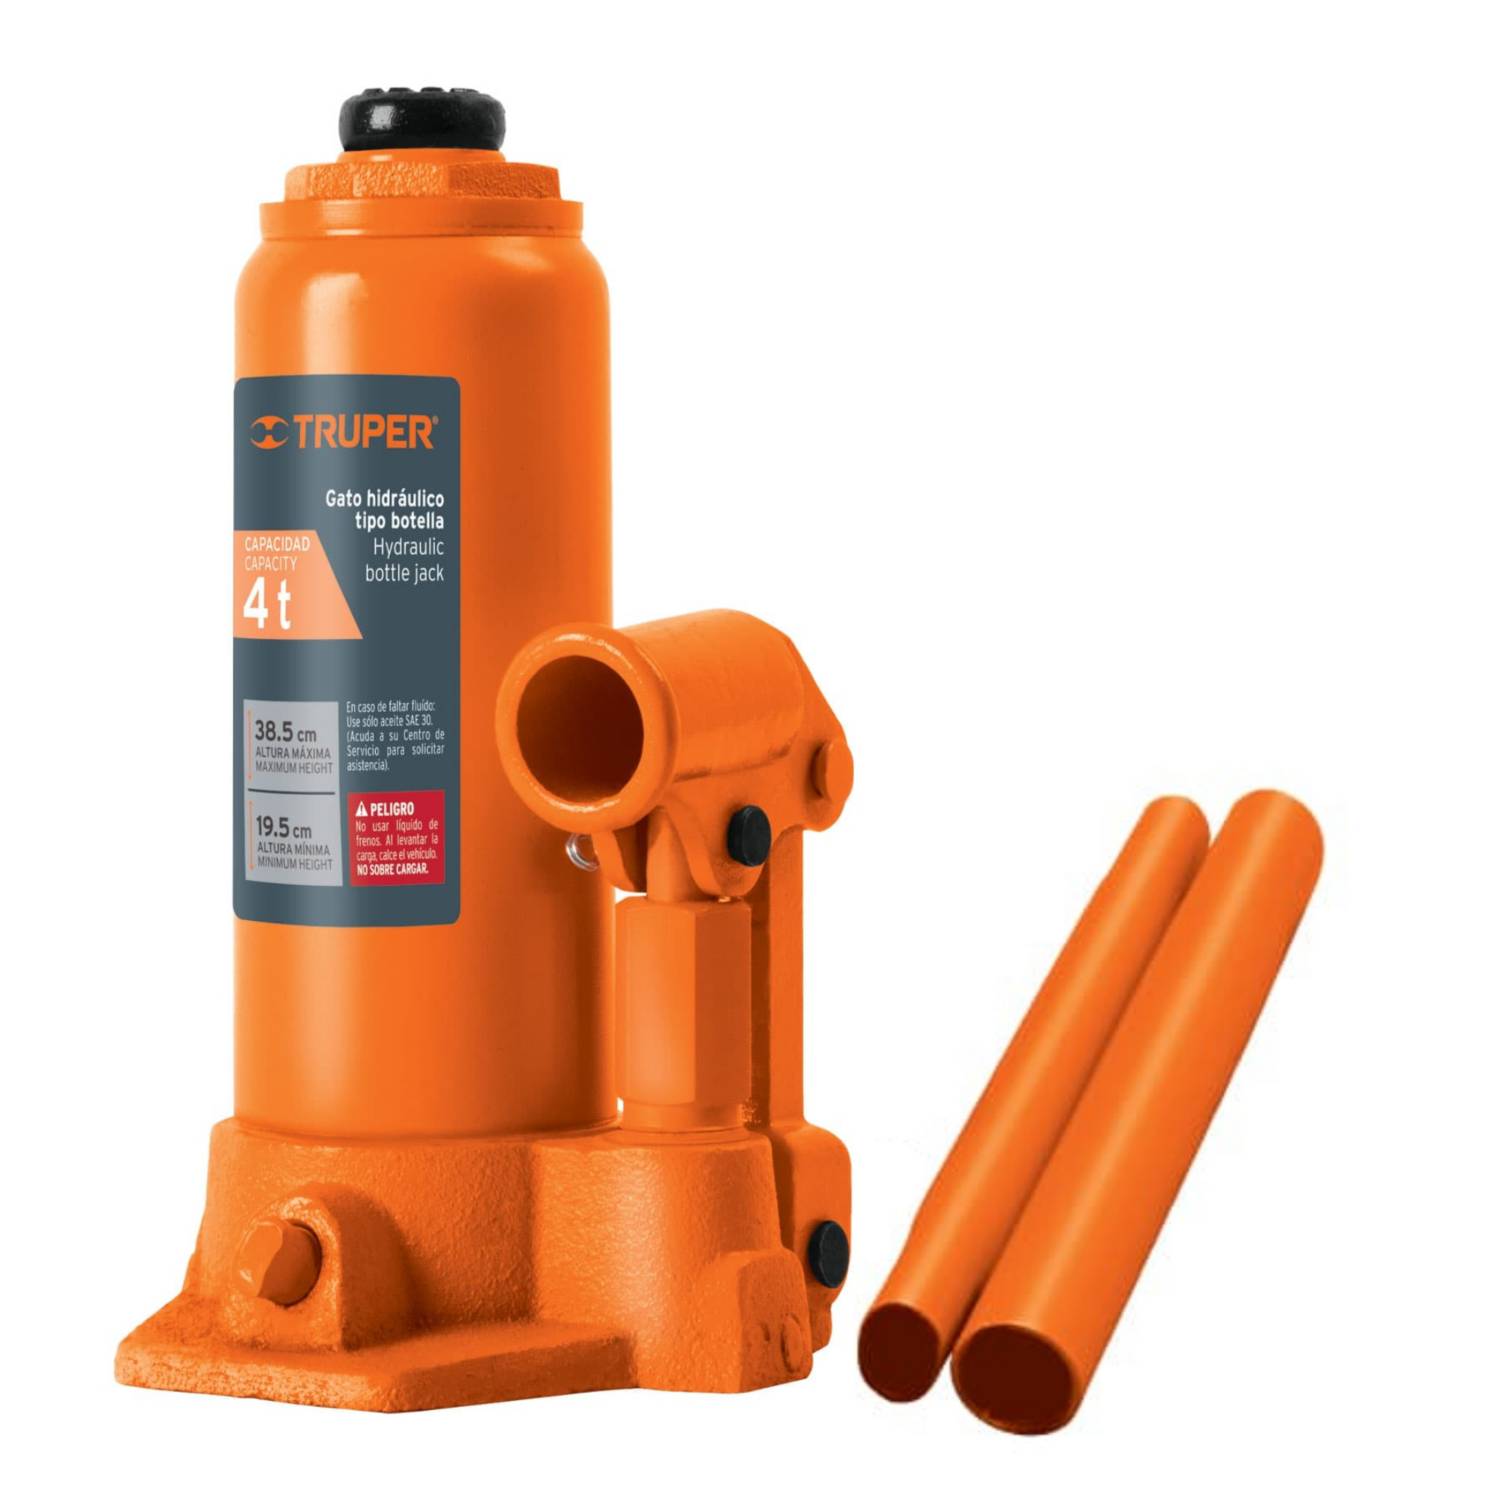 TRUPER®
Gato hidráulico
tipo botella
Hydraulic
bottle jack
CAPACIDAD
CAPACITY
4 t
38.5 cm
ALTURA MÁXIMA
MAXIMUM HEIGHT
19.5 cm
ALTURA MÍNIMA
MINIMUM HEIGHT
En caso de faltar fluído:
Use sólo aceite SAE 30.
(Acuda a su Centro de
Servicio para solicitar
asistencia).
PELIGRO
No usar líquido de
frenos. Al levantar la
carga, calce el vehículo.
NO SOBRE CARGAR.